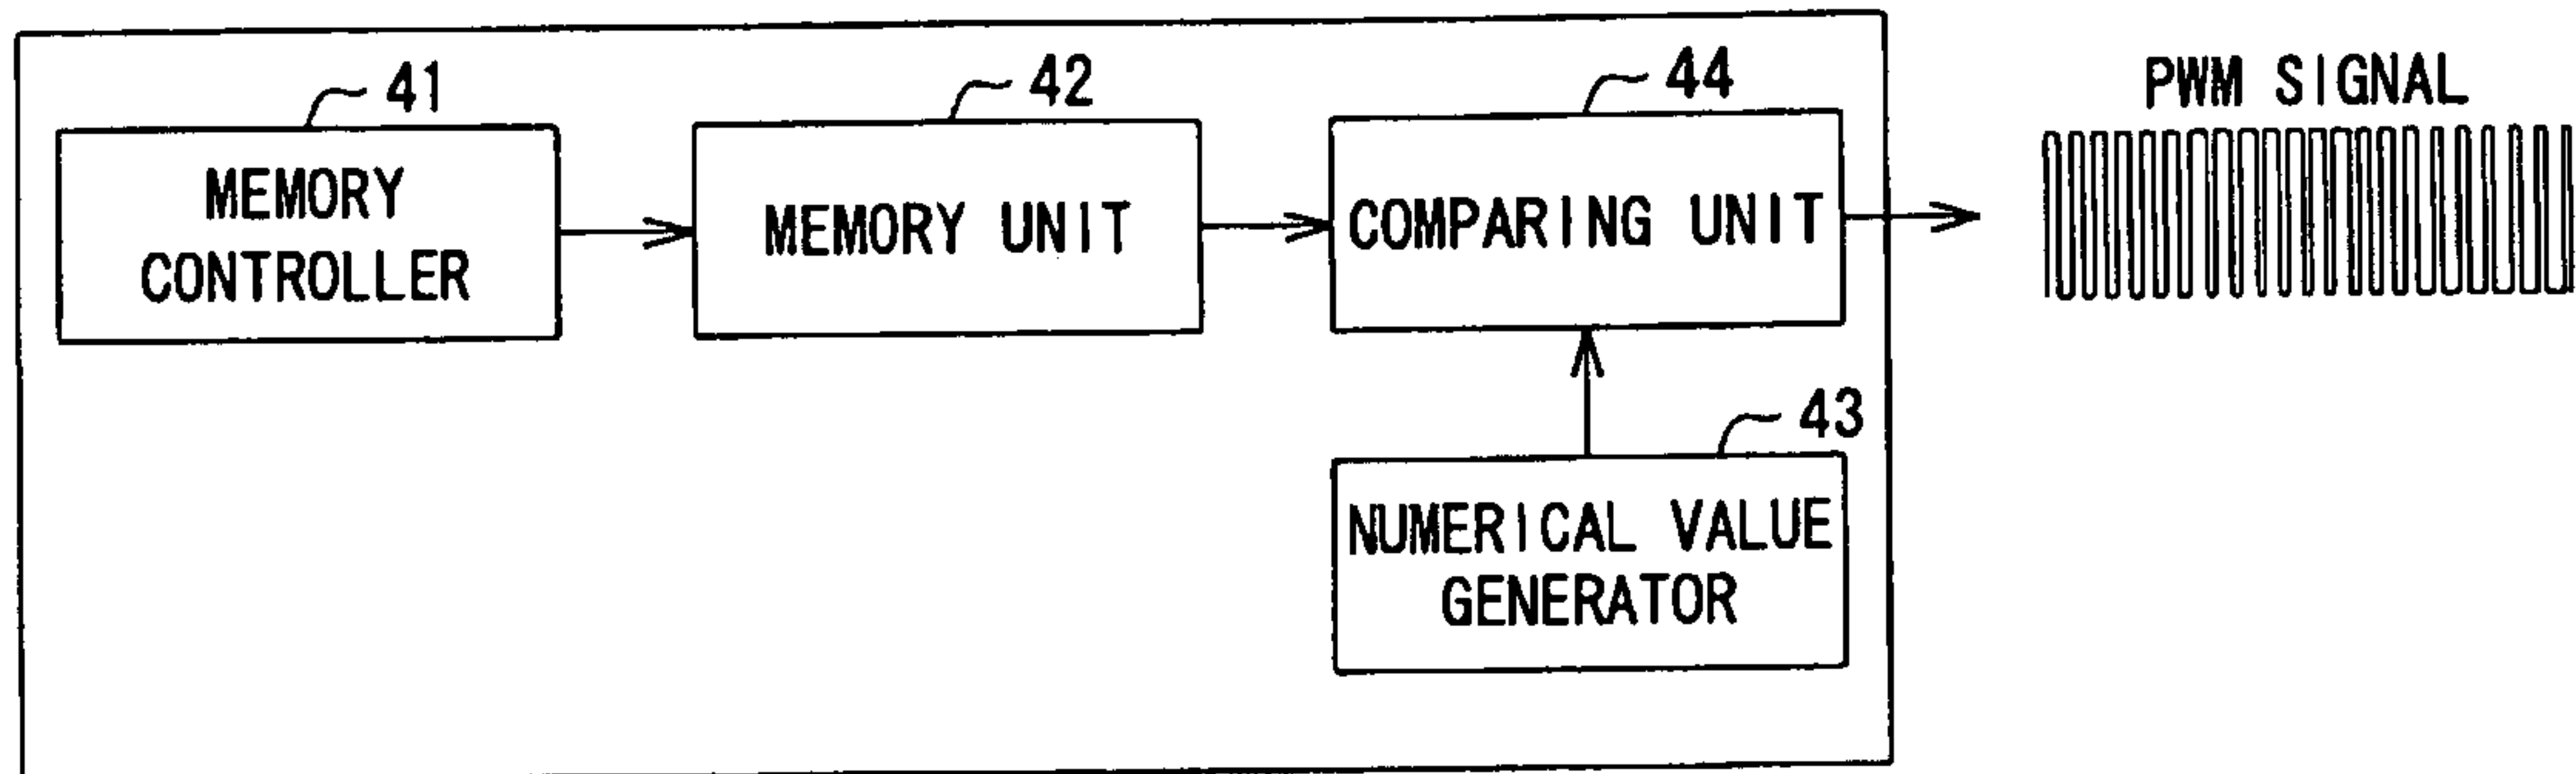 41
MEMORY
CONTROLLER
42
MEMORY UNIT
44
COMPARING UNIT
PWM SIGNAL
43
NUMERICAL VALUE
GENERATOR